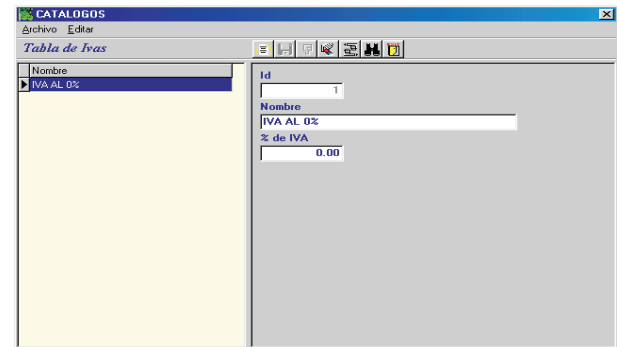 CATALOGOS
Archivo Editar
Tabla de Ivas
Nombre
IVA AL 0%
Id
1
Nombre
IVA AL 0%
% de IVA
0.00